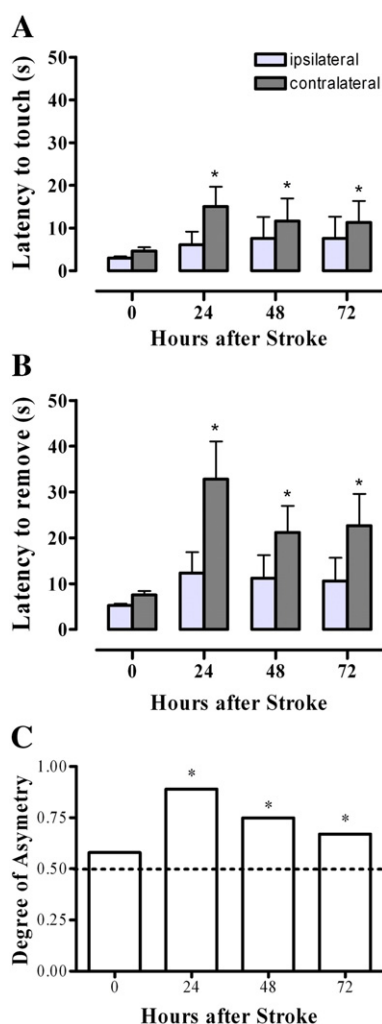 A
Latency to touch (s)
50
40
30
20
10
0
ipsilateral
contralateral
*
*
*
0 24 48 72
Hours after Stroke
B
Latency to remove (s)
50
40
30
20
10
0
*
*
*
0 24 48 72
Hours after Stroke
C
Degree of Asymetry
1.00
0.75
0.50
0.25
0.00
*
*
*
0 24 48 72
Hours after Stroke